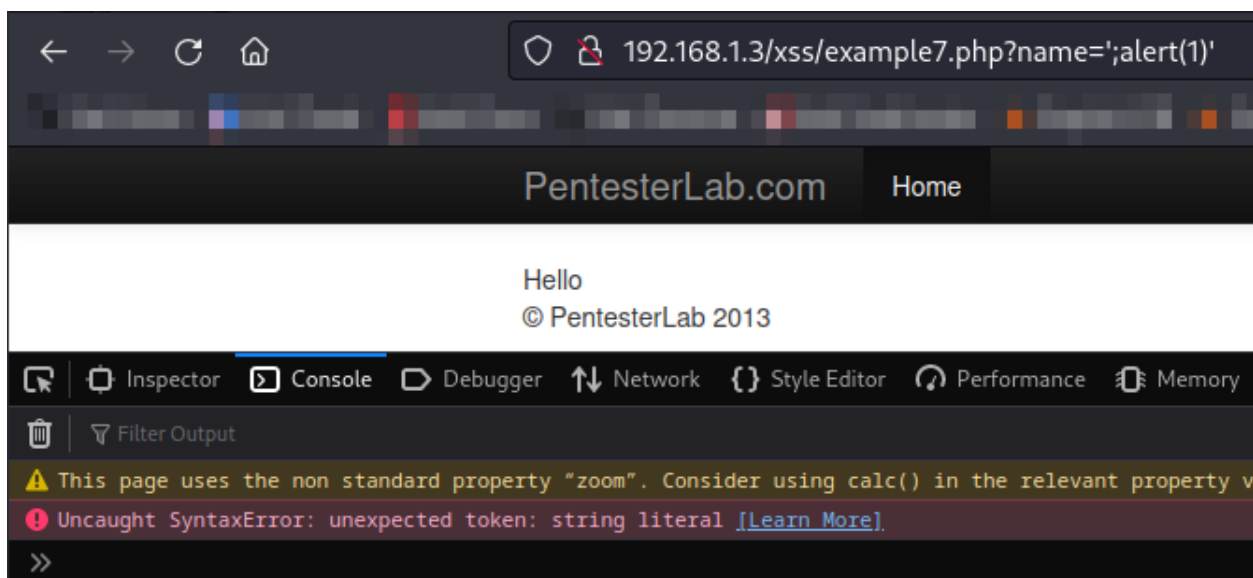 192.168.1.3/xss/example7.php?name=';alert(1)'
PentesterLab.com Home
Hello
© PentesterLab 2013
Inspector Console Debugger Network Style Editor Performance Memory
Filter Output
This page uses the non standard property “zoom”. Consider using calc() in the relevant property v
Uncaught SyntaxError: unexpected token: string literal [Learn More]